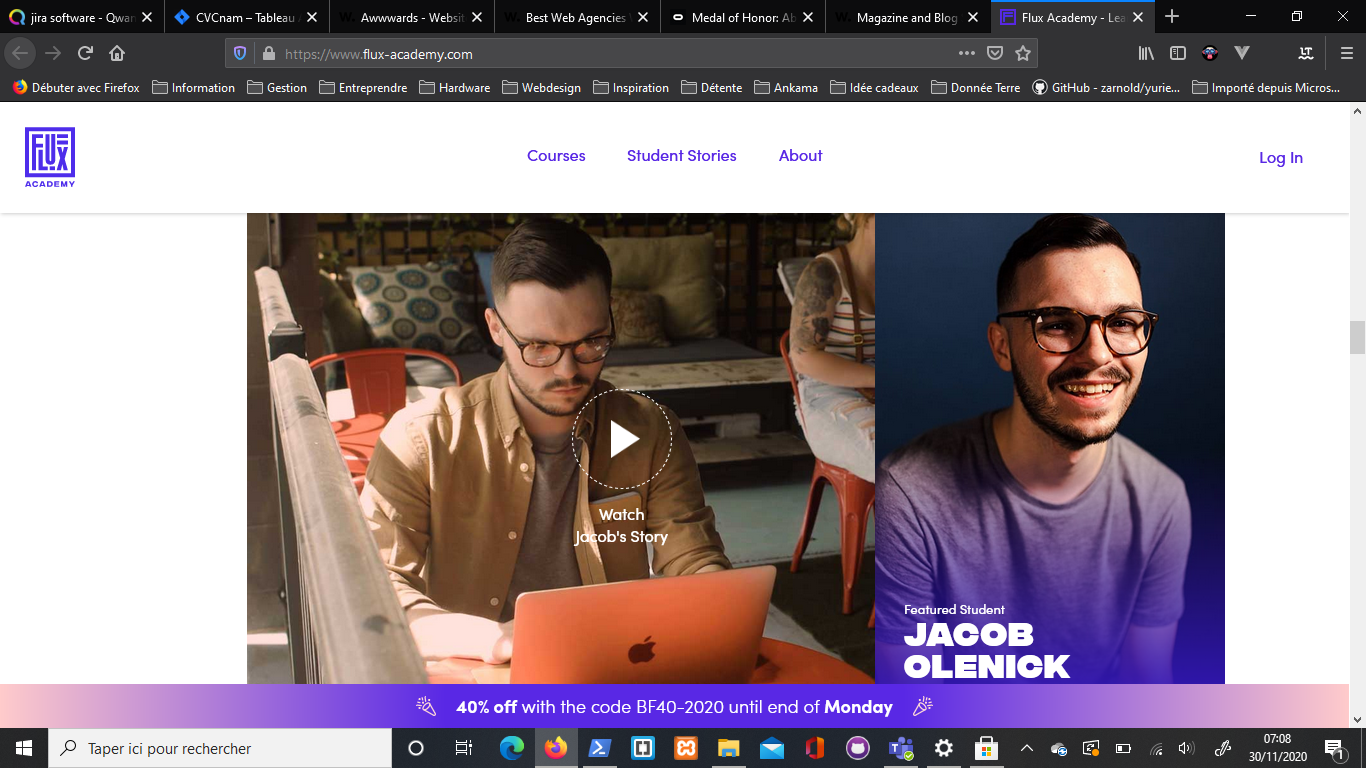 jira software - Qwan
CVCnam – Tableau
Awwwards - Websit
Best Web Agencies
Medal of Honor: Ab
Magazine and Blog
Flux Academy - Lea
https://www.flux-academy.com
Débuter avec Firefox
Information
Gestion
Entreprendre
Hardware
Webdesign
Inspiration
Détente
Ankama
Idée cadeaux
Donnée Terre
GitHub - zarnold/yurie...
Importé depuis Micros...
FLUX
ACADEMY
Courses
Student Stories
About
Log In
Watch
Jacob's Story
Featured Student
JACOB
OLENICK
40% off with the code BF40-2020 until end of Monday
Taper ici pour rechercher
07:08
30/11/2020
1